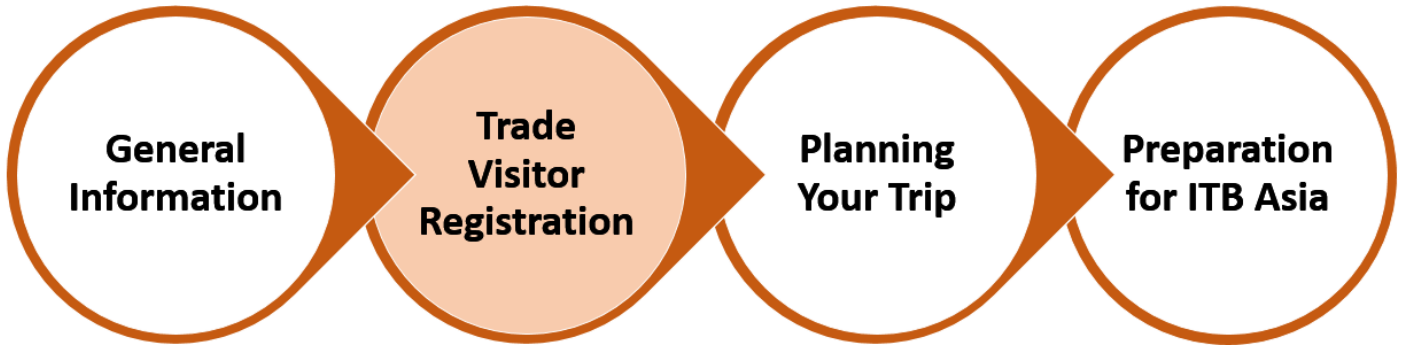 General
Information
Trade
Visitor
Registration
Planning
Your Trip
Preparation
for ITB Asia